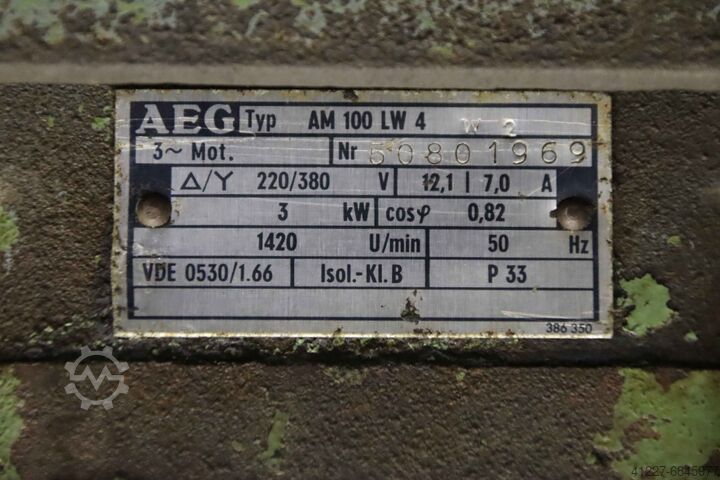 AEG Typ AM 100 LW 4 W 2
3~ Mot. Nr 50801969
Δ/Y 220/380 V 12,1 | 7,0 A
3 kW cosφ 0,82
1420 U/min 50 Hz
VDE 0530/1.66 Isol.-Kl.B P 33
386 350
41227-6845977